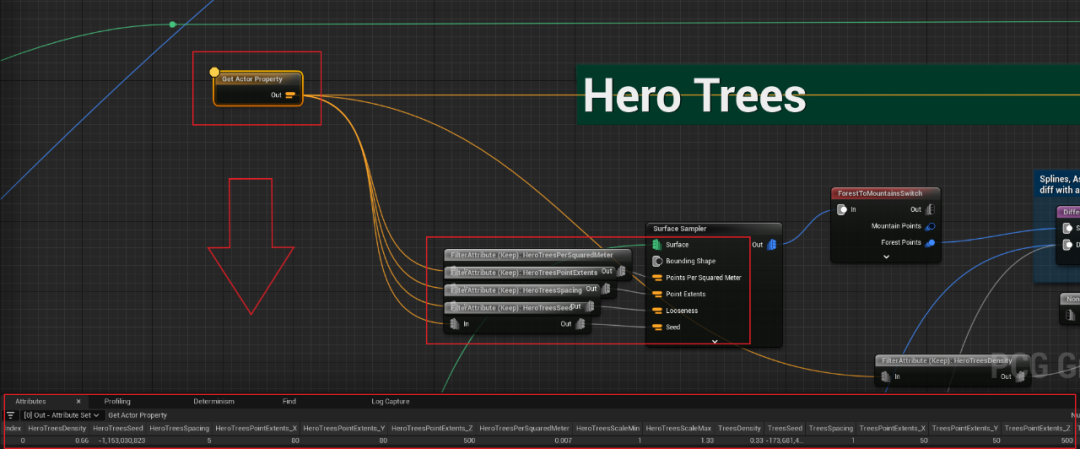 Get Actor Property
Out
Hero Trees
Splines, As
diff with a
ForestToMountainsSwitch
In
Out
Mountain Points
Forest Points
Diffe
S
D
Surface Sampler
Surface
Out
Bounding Shape
Points Per Squared Meter
Point Extents
Looseness
Seed
FilterAttribute (Keep): HeroTreesPerSquaredMeter
FilterAttribute (Keep): HeroTreesPointExtents
Out
FilterAttribute (Keep): HeroTreesSpacing
Out
FilterAttribute (Keep): HeroTreesSeed
Out
In
Out
Non
FilterAttribute (Keep): HeroTreesDensity
In
Out
PCG G
Attributes × Profiling Determinism Find Log Capture
[0] Out - Attribute Set Get Actor Property Nu
Index HeroTreesDensity HeroTreesSeed HeroTreesSpacing HeroTreesPointExtents_X HeroTreesPointExtents_Y HeroTreesPointExtents_Z HeroTreesPerSquaredMeter HeroTreesScaleMin HeroTreesScaleMax TreesDensity TreesSeed TreesSpacing TreesPointExtents_X TreesPointExtents_Y TreesPointExtents_Z
0 0.66 -1,153,030,823 5 80 80 500 0.007 1 1.33 0.33 -173,681,4... 1 50 50 500